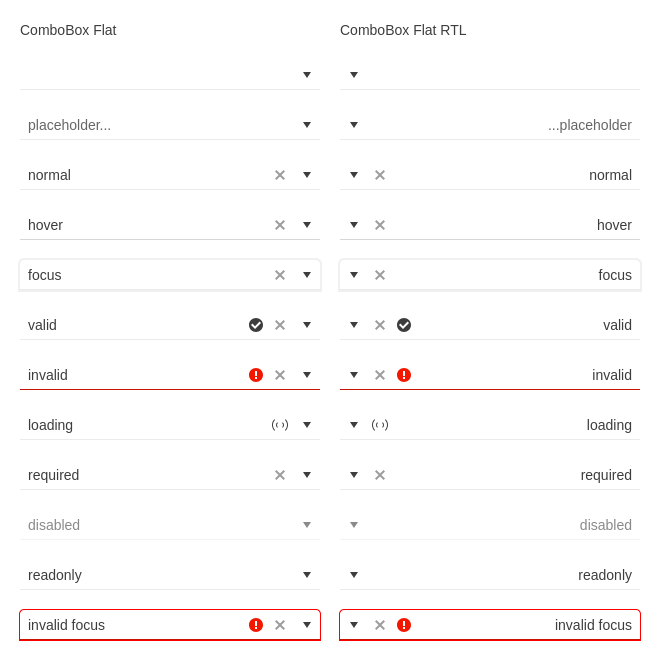 ComboBox Flat
placeholder...
normal
hover
focus
valid
invalid
loading
required
disabled
readonly
invalid focus
ComboBox Flat RTL
...placeholder
normal
hover
focus
valid
invalid
loading
required
disabled
readonly
invalid focus